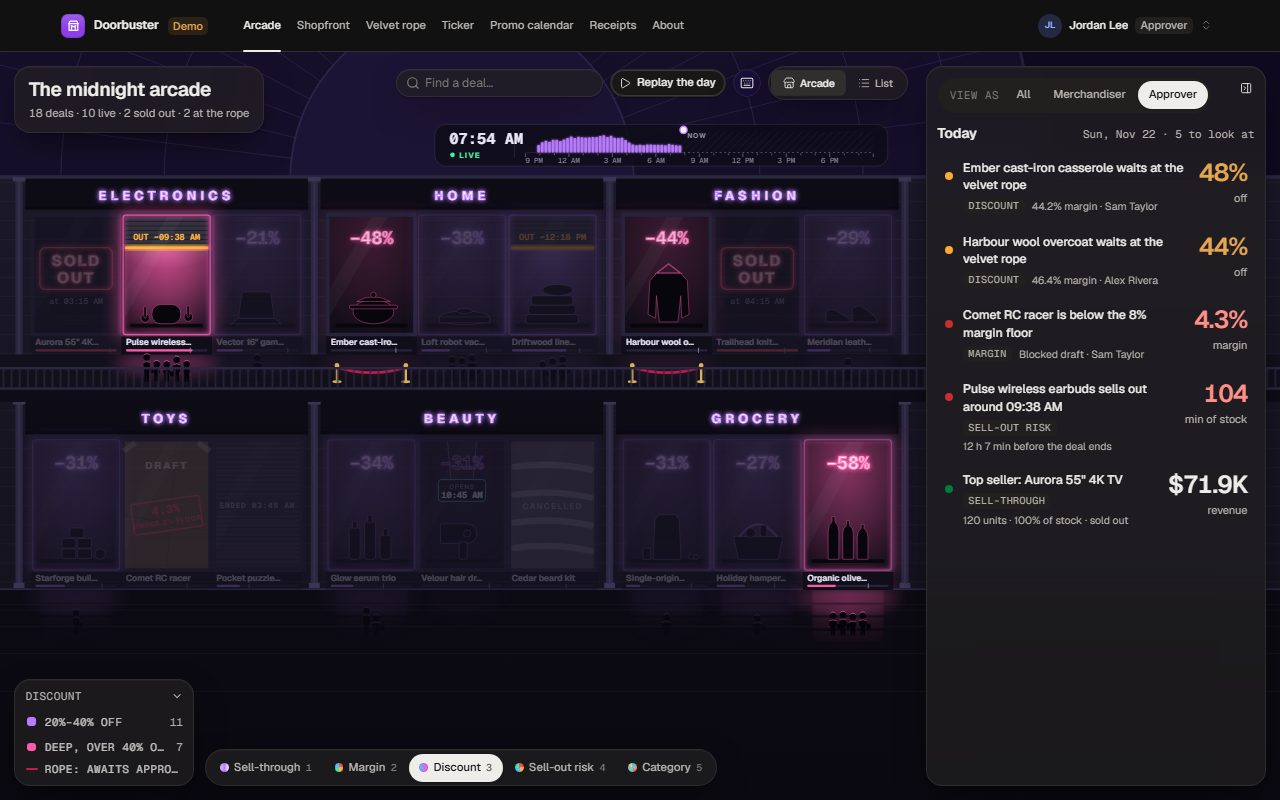 Doorbuster Demo Arcade Shopfront Velvet rope Ticker Promo calendar Receipts About JL Jordan Lee Approver
The midnight arcade
18 deals · 10 live · 2 sold out · 2 at the rope
Find a deal...
Replay the day
Arcade
List
07:54 AM
LIVE
NOW
9 PM 12 AM 3 AM 6 AM 9 AM 12 PM 3 PM 6 PM
ELECTRONICS HOME FASHION
SOLD OUT
at 03:15 AM
OUT ~09:38 AM
−21%
−48%
−38%
OUT ~12:18 PM
−44%
SOLD OUT
at 04:15 AM
−29%
Aurora 55" 4K... Pulse wireless... Vector 16" gam... Ember cast-iro... Loft robot vac... Driftwood line... Harbour wool o... Trailhead knit... Meridian leath...
TOYS BEAUTY GROCERY
−31%
DRAFT
4.3%
ENDED 03:40 AM
−34%
−31%
OPENS
10:45 AM
CANCELLED
−31%
−27%
−58%
Starforge buil... Comet RC racer Pocket puzzle... Glow serum trio Velour hair dr... Cedar beard kit Single-origin... Holiday hamper... Organic olive...
DISCOUNT
20%–40% OFF 11
DEEP, OVER 40% O... 7
ROPE: AWAITS APPRO...
Sell-through 1 Margin 2 Discount 3 Sell-out risk 4 Category 5
VIEW AS All Merchandiser Approver
Today Sun, Nov 22 · 5 to look at
Ember cast-iron casserole waits at the velvet rope
48%
off
DISCOUNT 44.2% margin · Sam Taylor
Harbour wool overcoat waits at the velvet rope
44%
off
DISCOUNT 46.4% margin · Alex Rivera
Comet RC racer is below the 8% margin floor
4.3%
margin
MARGIN Blocked draft · Sam Taylor
Pulse wireless earbuds sells out around 09:38 AM
104
min of stock
SELL-OUT RISK
12 h 7 min before the deal ends
Top seller: Aurora 55" 4K TV
$71.9K
revenue
SELL-THROUGH
120 units · 100% of stock · sold out